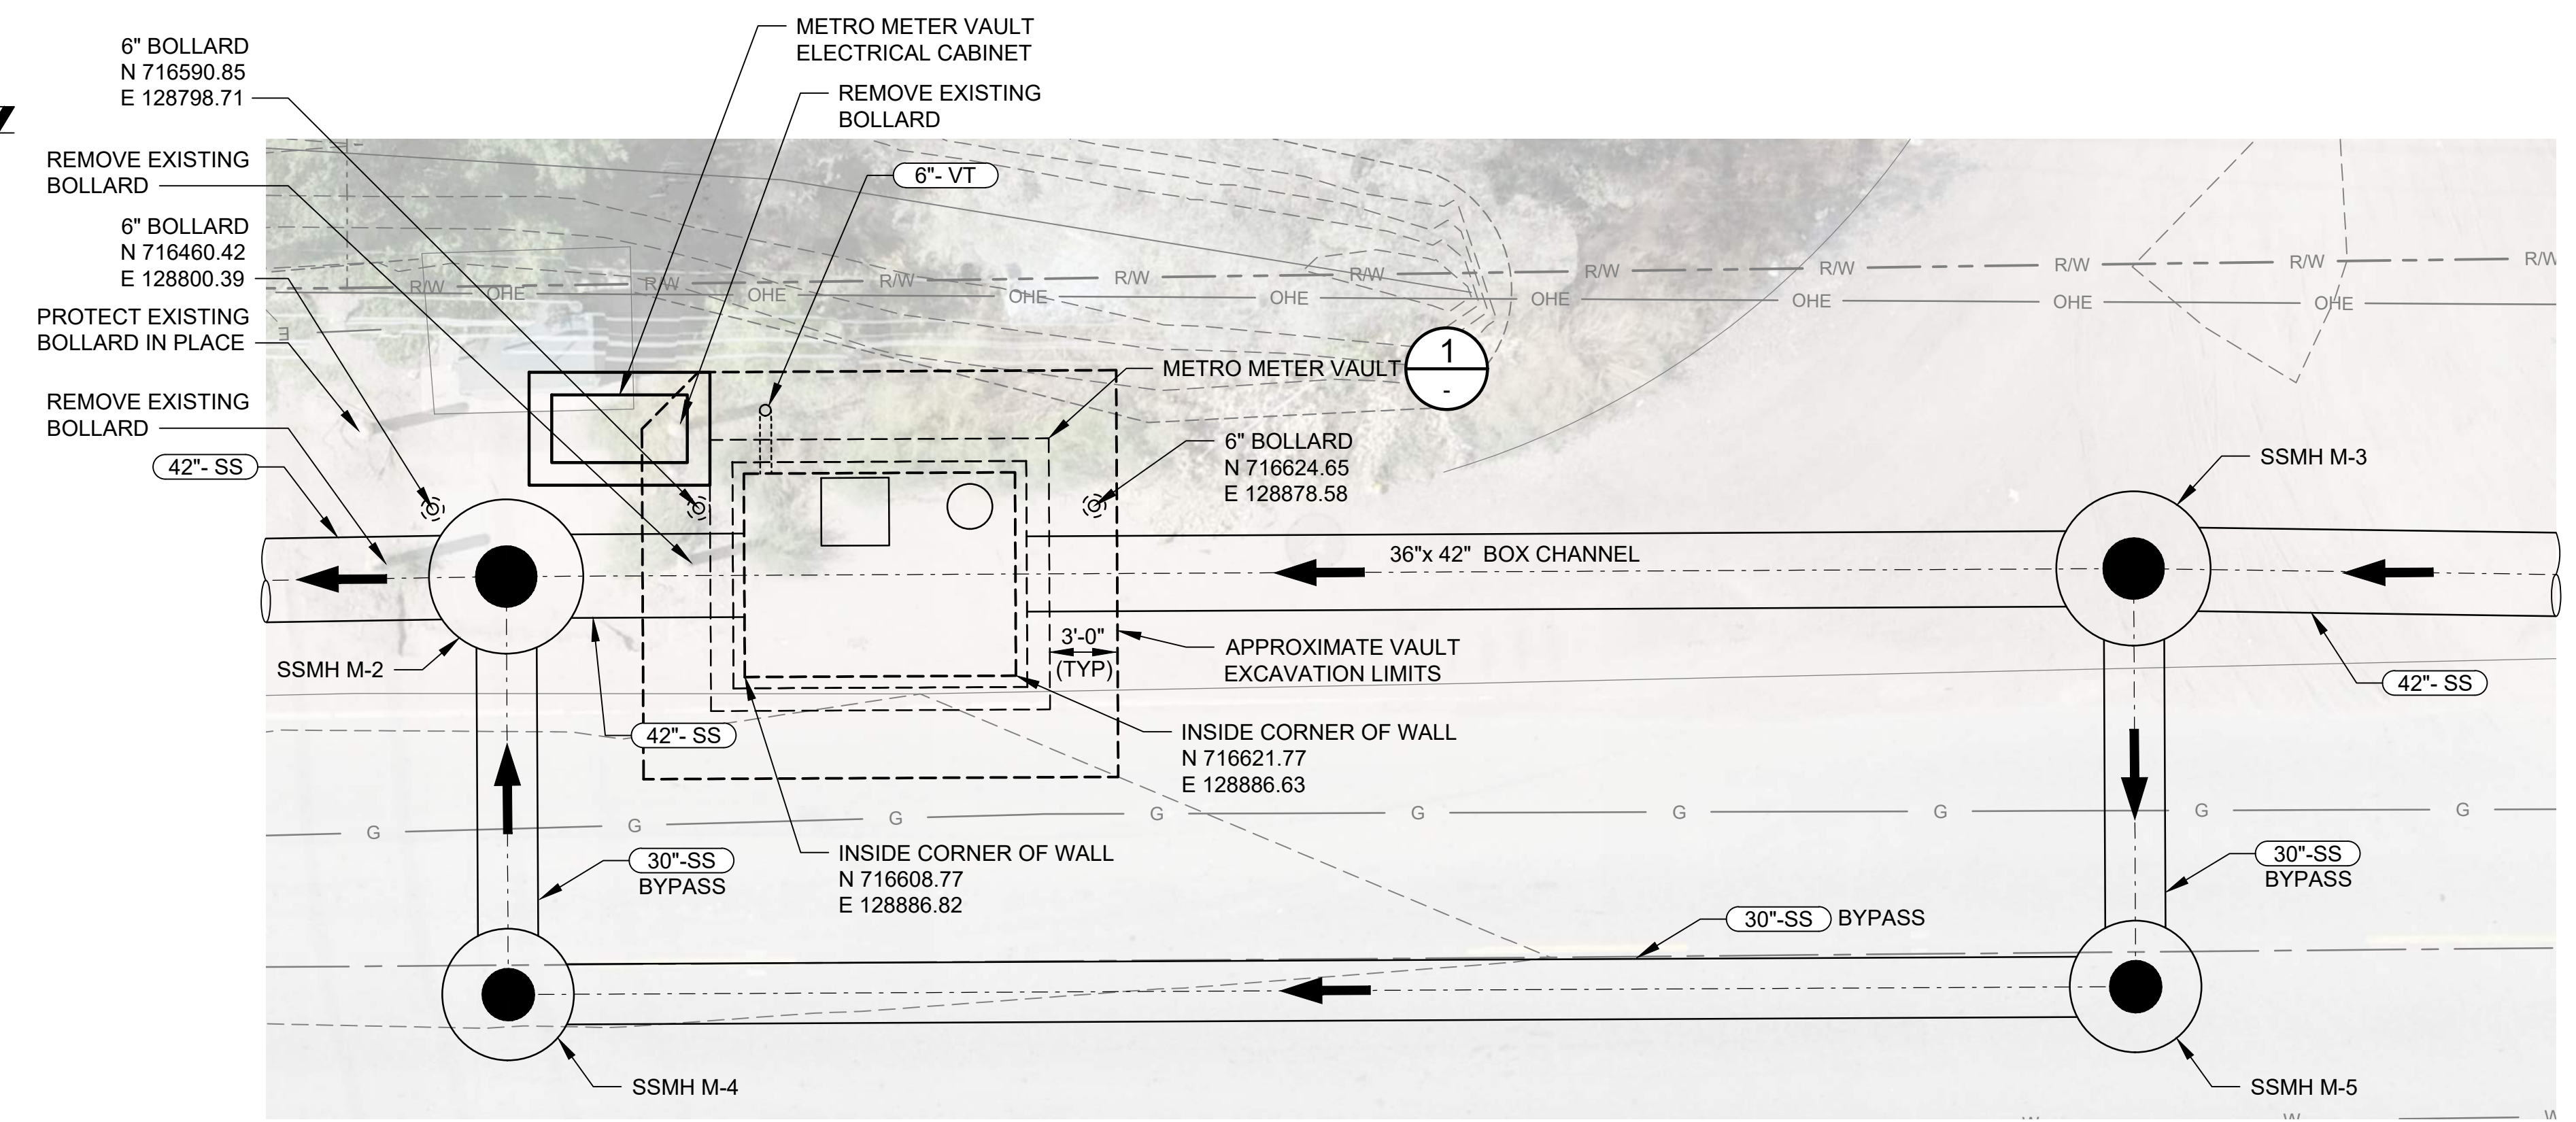 METRO METER VAULT
ELECTRICAL CABINET
6" BOLLARD
N 716590.85
E 128798.71
REMOVE EXISTING
BOLLARD
REMOVE EXISTING
BOLLARD
6"- VT
6" BOLLARD
N 716460.42
E 128800.39
R/W R/W R/W R/W R/W R/W R/W R/W R/W R/W
OHE OHE OHE OHE OHE OHE OHE OHE
PROTECT EXISTING
BOLLARD IN PLACE
E
METRO METER VAULT
1
-
REMOVE EXISTING
BOLLARD
6" BOLLARD
N 716624.65
E 128878.58
42"- SS
SSMH M-3
36"x 42" BOX CHANNEL
3'-0"
(TYP)
APPROXIMATE VAULT
EXCAVATION LIMITS
SSMH M-2
42"- SS
42"- SS
INSIDE CORNER OF WALL
N 716621.77
E 128886.63
G G G G G G G G G
INSIDE CORNER OF WALL
N 716608.77
E 128886.82
30"-SS
BYPASS
30"-SS
BYPASS
30"-SS BYPASS
SSMH M-4
SSMH M-5